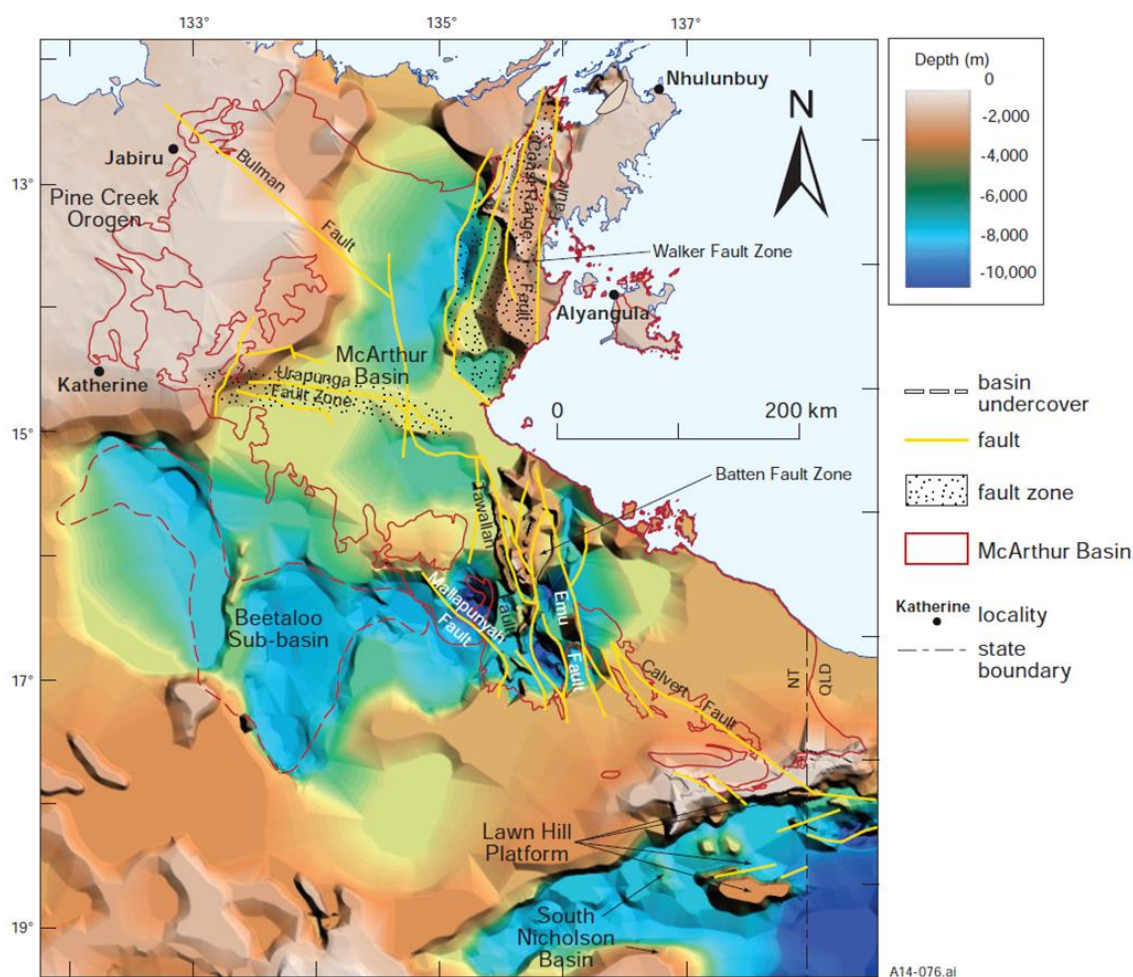 133°
135°
137°
Nhulunbuy
Jabiru
Bulman
Fault
13°
Pine Creek
Orogen
Coast Range
Fault
Fault
Walker Fault Zone
Alyangula
N
McArthur
Basin
Katherine
Urapunga
Fault Zone
0
200 km
15°
Batten Fault Zone
Tawallah
Fault
Mallapunyah
Fault
Emu
Fault
Beetaloo
Sub-basin
17°
Calvert
Fault
NT
QLD
Lawn Hill
Platform
19°
South
Nicholson
Basin
Depth (m)
0
-2,000
-4,000
-6,000
-8,000
-10,000
basin
undercover
fault
fault zone
McArthur Basin
Katherine
locality
state
boundary
A14-076.ai